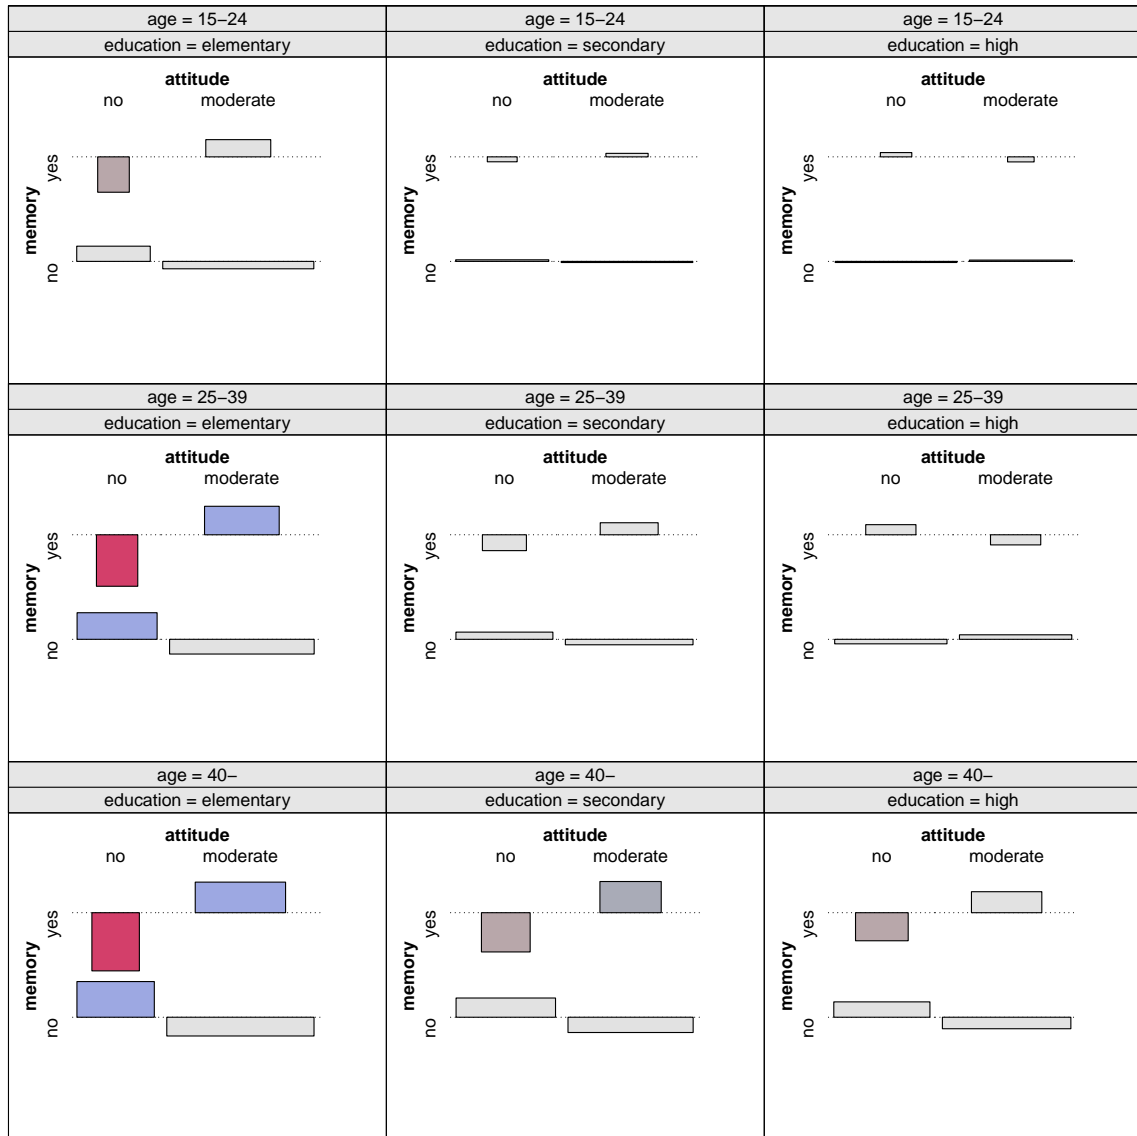 age = 15−24
education = elementary
attitude
no moderate
memory
yes
no
age = 15−24
education = secondary
attitude
no moderate
memory
yes
no
age = 15−24
education = high
attitude
no moderate
memory
yes
no
age = 25−39
education = elementary
attitude
no moderate
memory
yes
no
age = 25−39
education = secondary
attitude
no moderate
memory
yes
no
age = 25−39
education = high
attitude
no moderate
memory
yes
no
age = 40−
education = elementary
attitude
no moderate
memory
yes
no
age = 40−
education = secondary
attitude
no moderate
memory
yes
no
age = 40−
education = high
attitude
no moderate
memory
yes
no